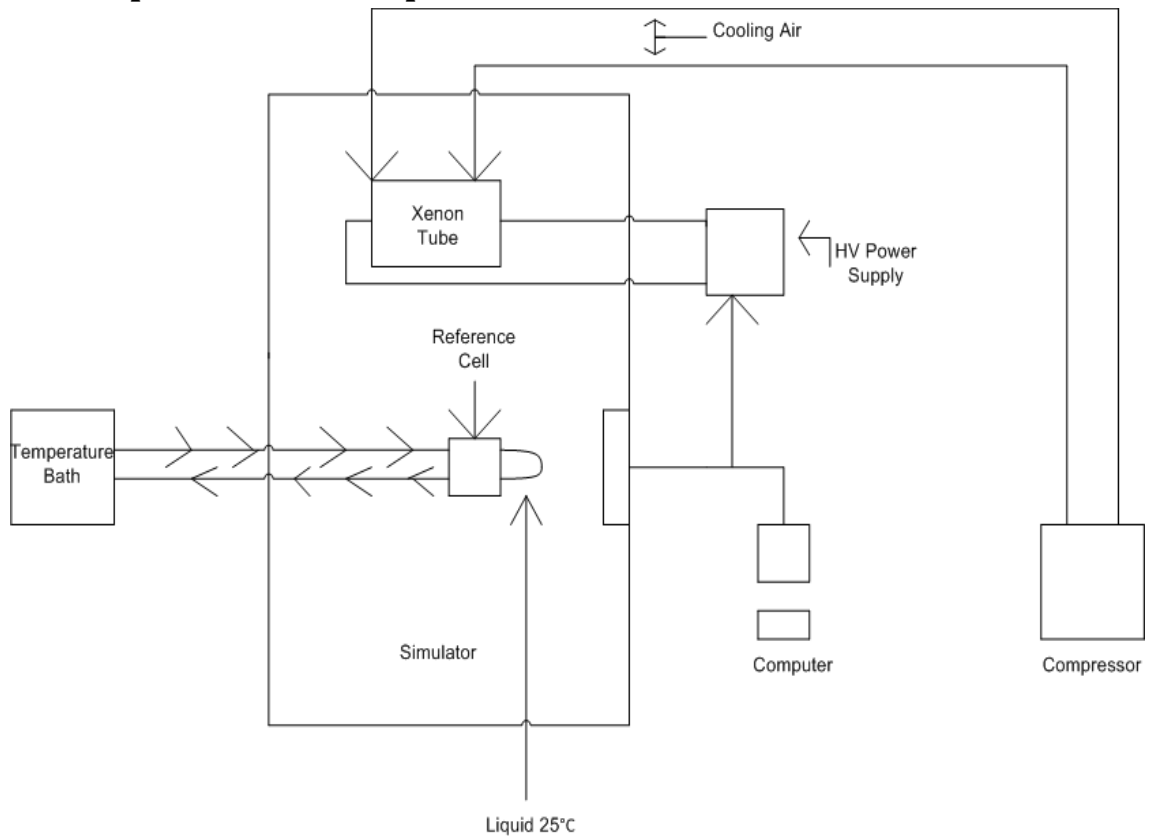 Cooling Air
Xenon
Tube
HV Power
Supply
Reference
Cell
Temperature
Bath
Simulator
Computer
Compressor
Liquid 25°C